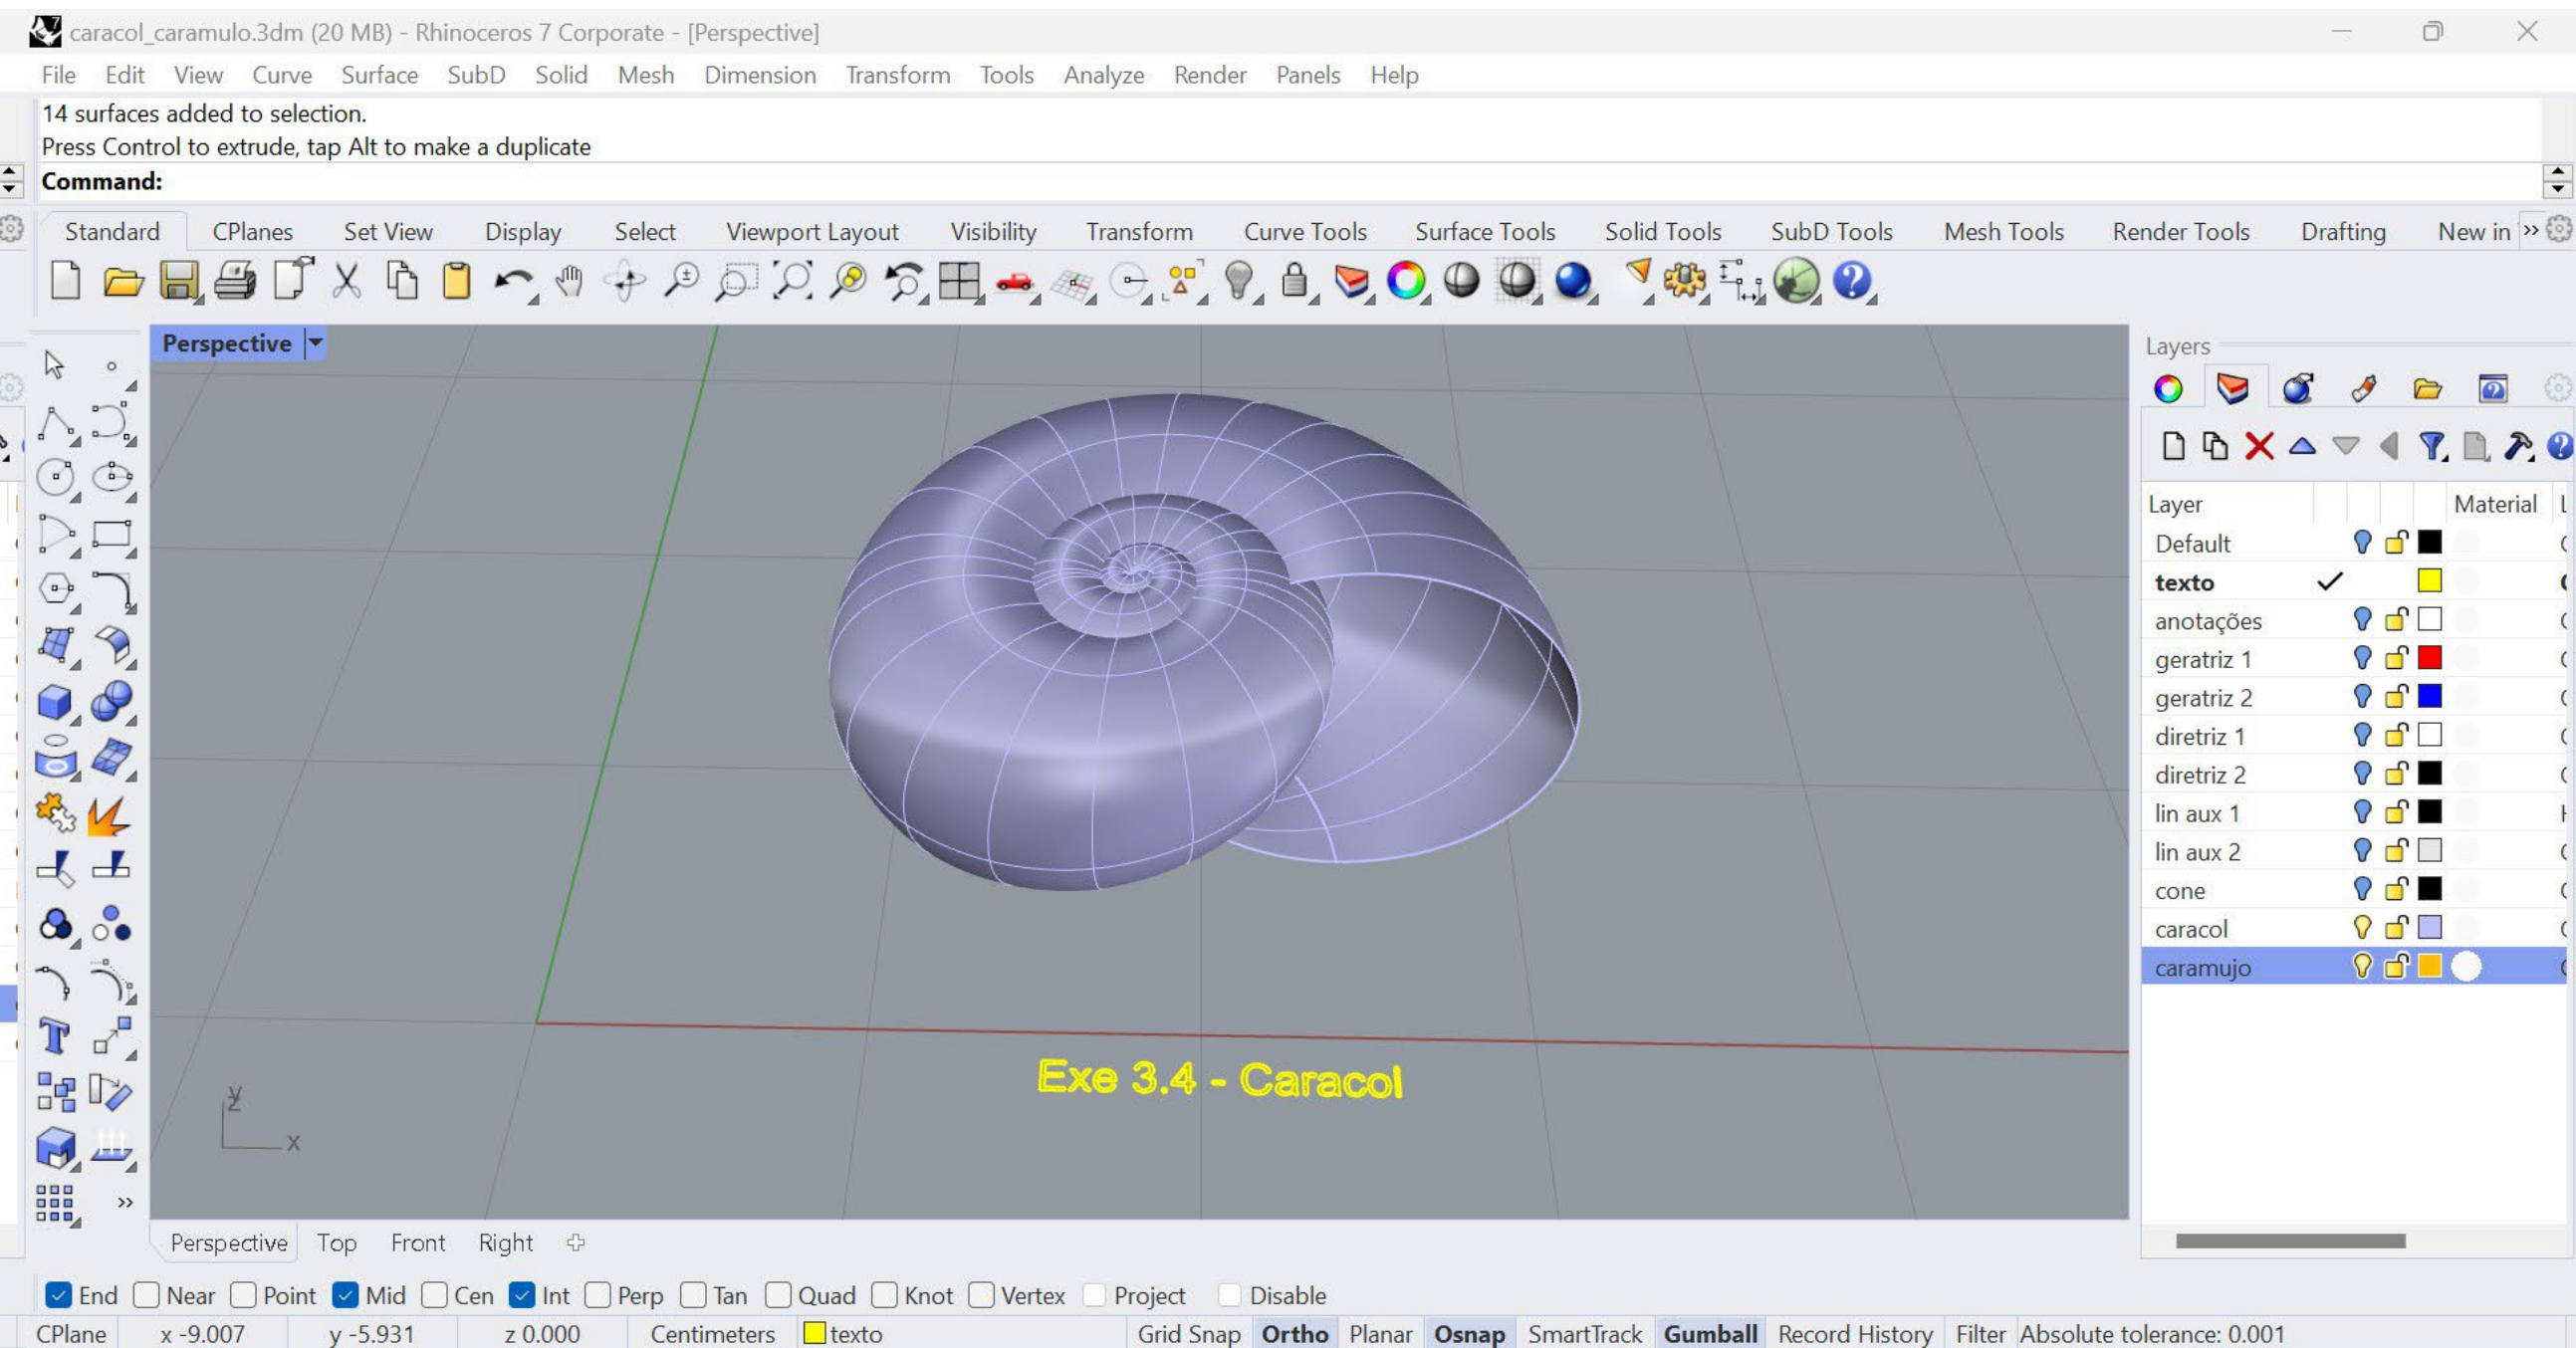 caracol_caramulo.3dm (20 MB) - Rhinoceros 7 Corporate - [Perspective]
File Edit View Curve Surface SubD Solid Mesh Dimension Transform Tools Analyze Render Panels Help
14 surfaces added to selection.
Press Control to extrude, tap Alt to make a duplicate
Command:
Standard CPlanes Set View Display Select Viewport Layout Visibility Transform Curve Tools Surface Tools Solid Tools SubD Tools Mesh Tools Render Tools Drafting New in
Perspective
Layers
Layer Material
Default
texto
anotações
geratriz 1
geratriz 2
diretriz 1
diretriz 2
lin aux 1
lin aux 2
cone
caracol
caramujo
Exe 3.4 - Caracol
y
z
x
Perspective Top Front Right
End Near Point Mid Cen Int Perp Tan Quad Knot Vertex Project Disable
CPlane x -9.007 y -5.931 z 0.000 Centimeters texto Grid Snap Ortho Planar Osnap SmartTrack Gumball Record History Filter Absolute tolerance: 0.001